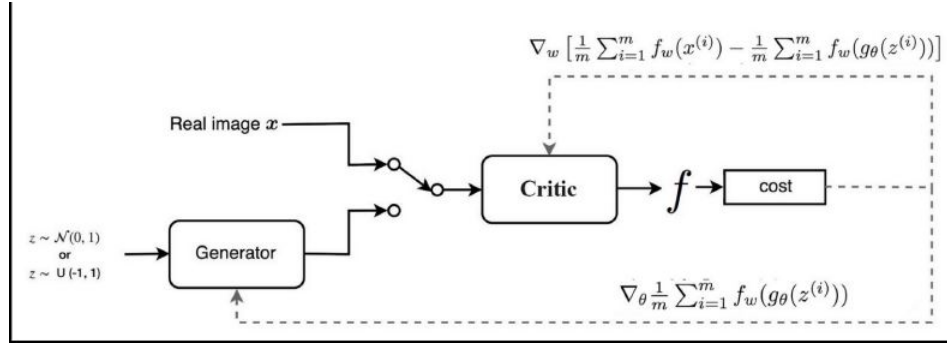 ∇_w [1/m ∑_{i=1}^{m} f_w(x^{(i)}) − 1/m ∑_{i=1}^{m} f_w(g_θ(z^{(i)}))]
Real image x
Critic
f
cost
z ~ N(0, 1)
or
z ~ U (-1, 1)
Generator
∇_θ 1/m ∑_{i=1}^{m} f_w(g_θ(z^{(i)}))